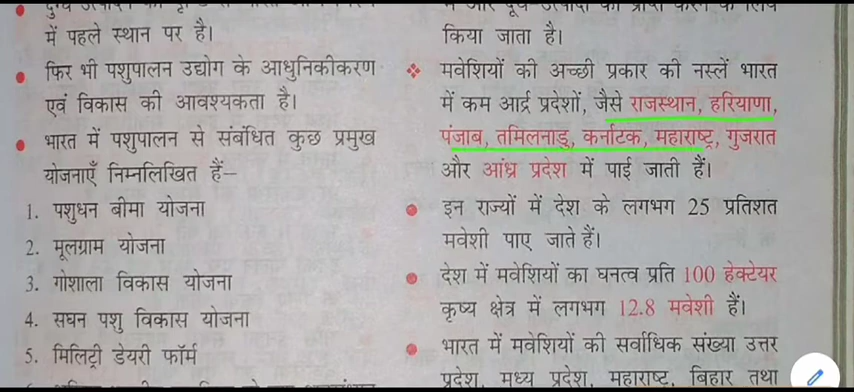 में पहले स्थान पर है।
फिर भी पशुपालन उद्योग के आधुनिकीकरण
एवं विकास की आवश्यकता है।
भारत में पशुपालन से संबंधित कुछ प्रमुख
योजनाएँ निम्नलिखित हैं–
1. पशुधन बीमा योजना
2. मूलग्राम योजना
3. गोशाला विकास योजना
4. सघन पशु विकास योजना
5. मिलिट्री डेयरी फॉर्म
किया जाता है।
मवेशियों की अच्छी प्रकार की नस्लें भारत
में कम आर्द्र प्रदेशों, जैसे राजस्थान, हरियाणा,
पंजाब, तमिलनाडु, कर्नाटक, महाराष्ट्र, गुजरात
और आंध्र प्रदेश में पाई जाती हैं।
इन राज्यों में देश के लगभग 25 प्रतिशत
मवेशी पाए जाते हैं।
देश में मवेशियों का घनत्व प्रति 100 हेक्टेयर
कृष्य क्षेत्र में लगभग 12.8 मवेशी हैं।
भारत में मवेशियों की सर्वाधिक संख्या उत्तर
प्रदेश, मध्य प्रदेश, महाराष्ट्र, बिहार तथा